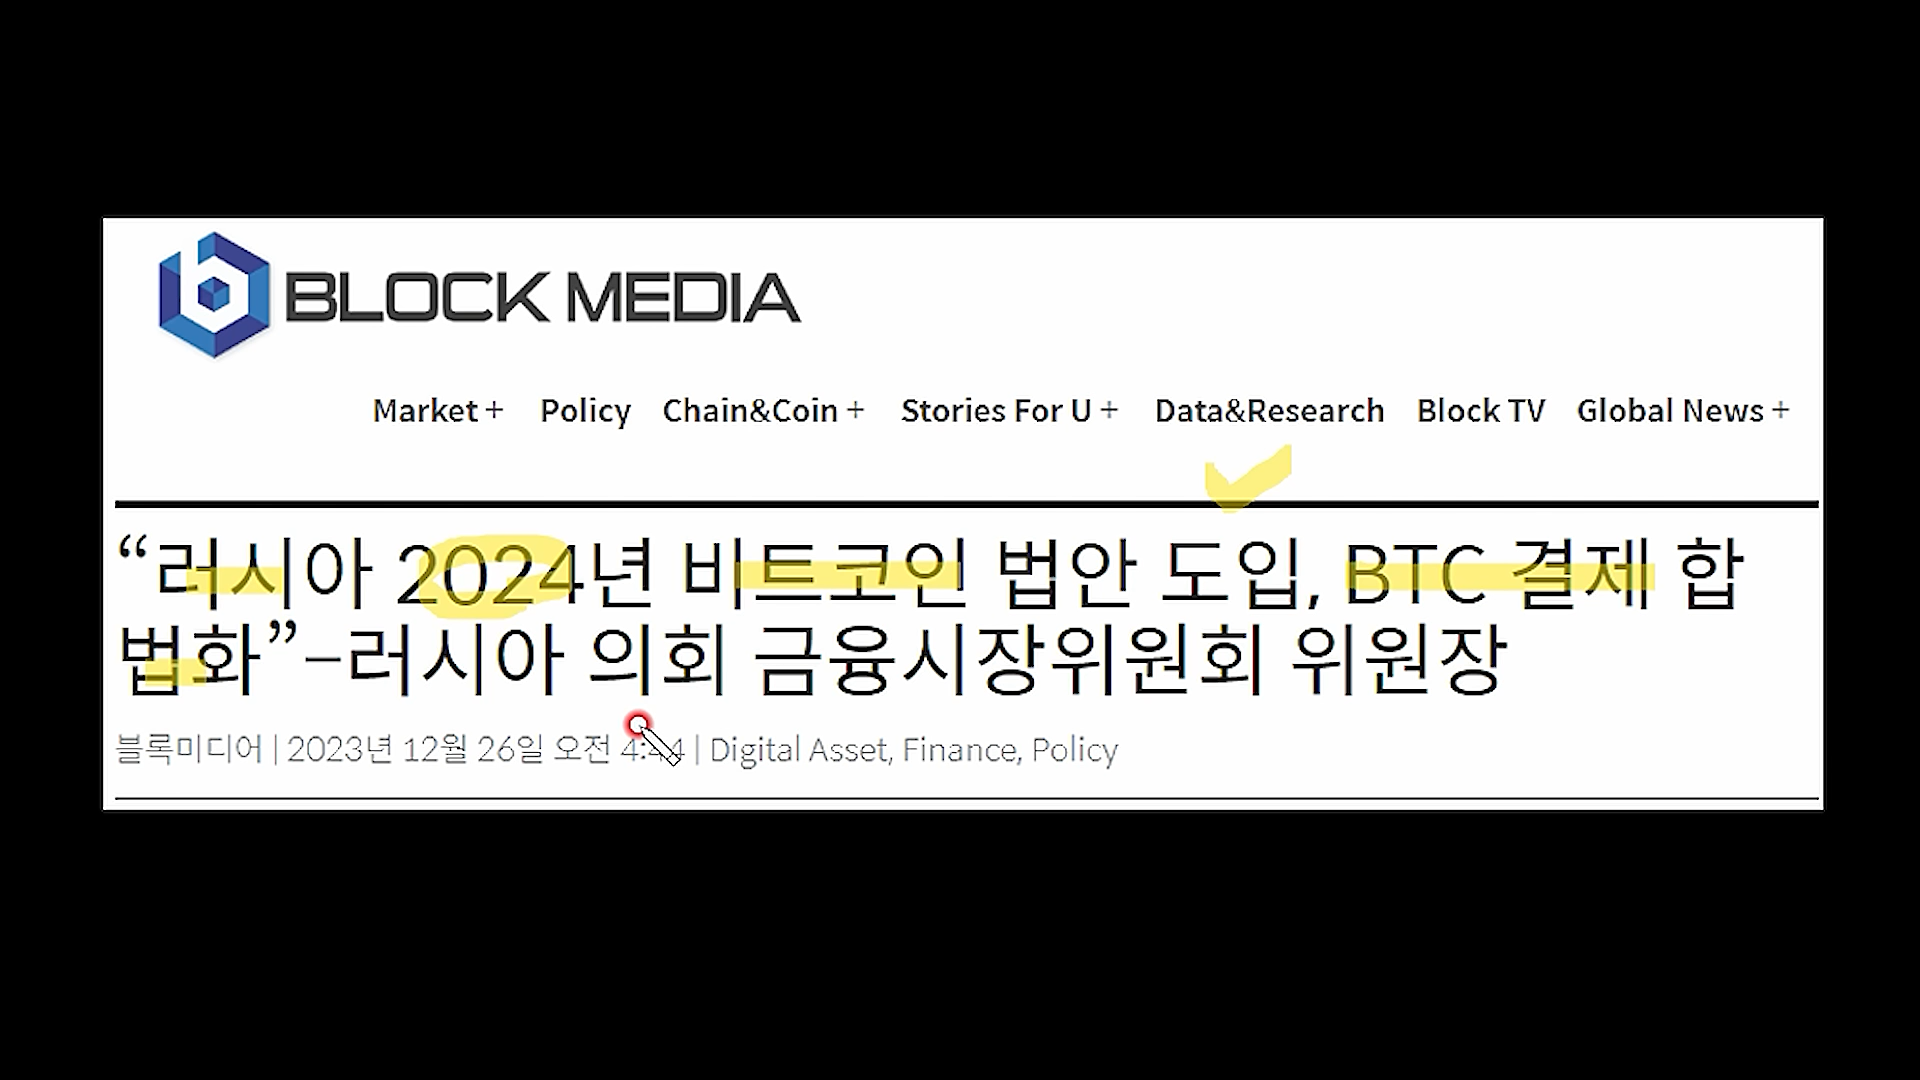 BLOCK MEDIA
Market + Policy Chain&Coin + Stories For U + Data&Research Block TV Global News +
“러시아 2024년 비트코인 법안 도입, BTC 결제 합
법화”–러시아 의회 금융시장위원회 위원장
블록미디어 | 2023년 12월 26일 오전 4:44 | Digital Asset, Finance, Policy